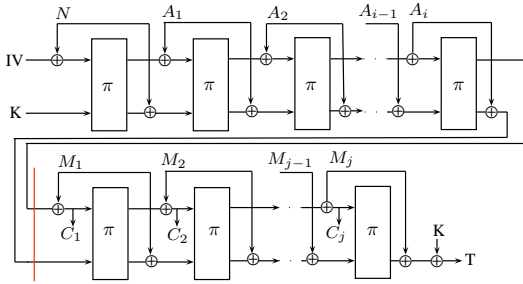 N A₁ A₂ Aᵢ₋₁ Aᵢ
IV π π π π
K
M₁ M₂ Mⱼ₋₁ Mⱼ
C₁ π C₂ π Cⱼ π K
T